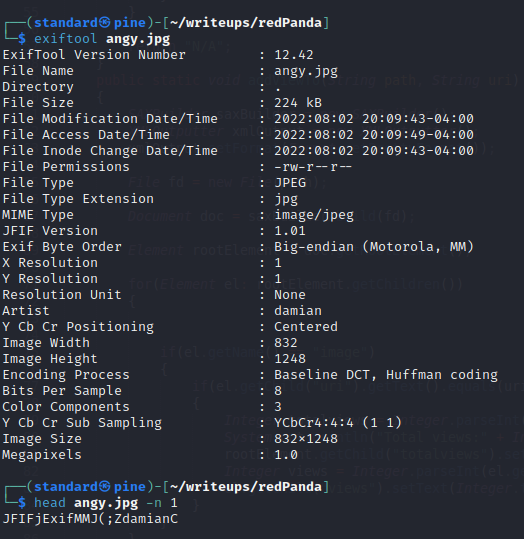 ┌──(standard㉿pine)-[~/writeups/redPanda]
└─$ exiftool angy.jpg
ExifTool Version Number : 12.42
File Name : angy.jpg
Directory : .
File Size : 224 kB
File Modification Date/Time : 2022:08:02 20:09:43-04:00
File Access Date/Time : 2022:08:02 20:09:49-04:00
File Inode Change Date/Time : 2022:08:02 20:09:43-04:00
File Permissions : -rw-r--r--
File Type : JPEG
File Type Extension : jpg
MIME Type : image/jpeg
JFIF Version : 1.01
Exif Byte Order : Big-endian (Motorola, MM)
X Resolution : 1
Y Resolution : 1
Resolution Unit : None
Artist : damian
Y Cb Cr Positioning : Centered
Image Width : 832
Image Height : 1248
Encoding Process : Baseline DCT, Huffman coding
Bits Per Sample : 8
Color Components : 3
Y Cb Cr Sub Sampling : YCbCr4:4:4 (1 1)
Image Size : 832×1248
Megapixels : 1.0
┌──(standard㉿pine)-[~/writeups/redPanda]
└─$ head angy.jpg -n 1
JFIFjExifMMJ(;ZdamianC